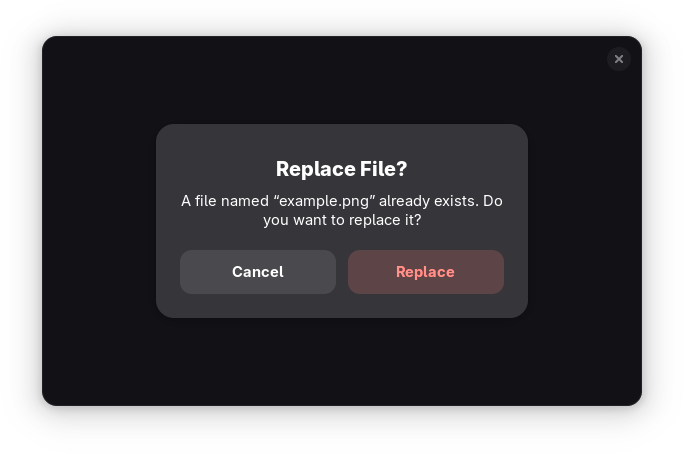 Replace File?
A file named “example.png” already exists. Do
you want to replace it?
Cancel
Replace